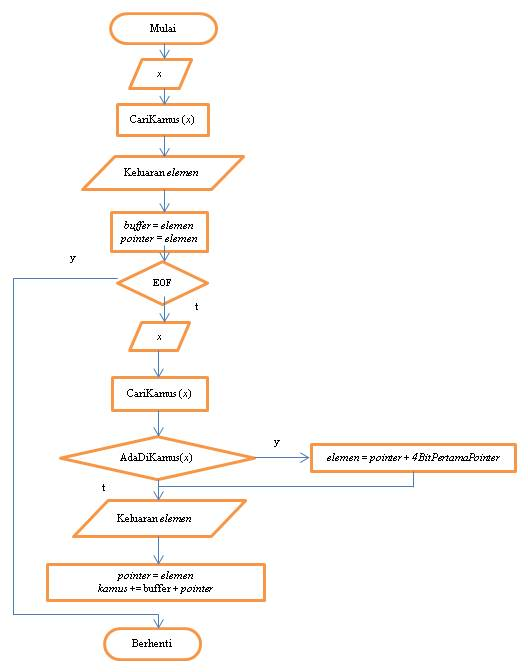 Mulai
x
CariKamus (x)
Keluaran elemen
buffer = elemen
pointer = elemen
y
EOF
t
x
CariKamus (x)
AdaDiKamus(x)
y
elemen = pointer + 4BitPertamaPointer
t
Keluaran elemen
pointer = elemen
kamus += buffer + pointer
Berhenti